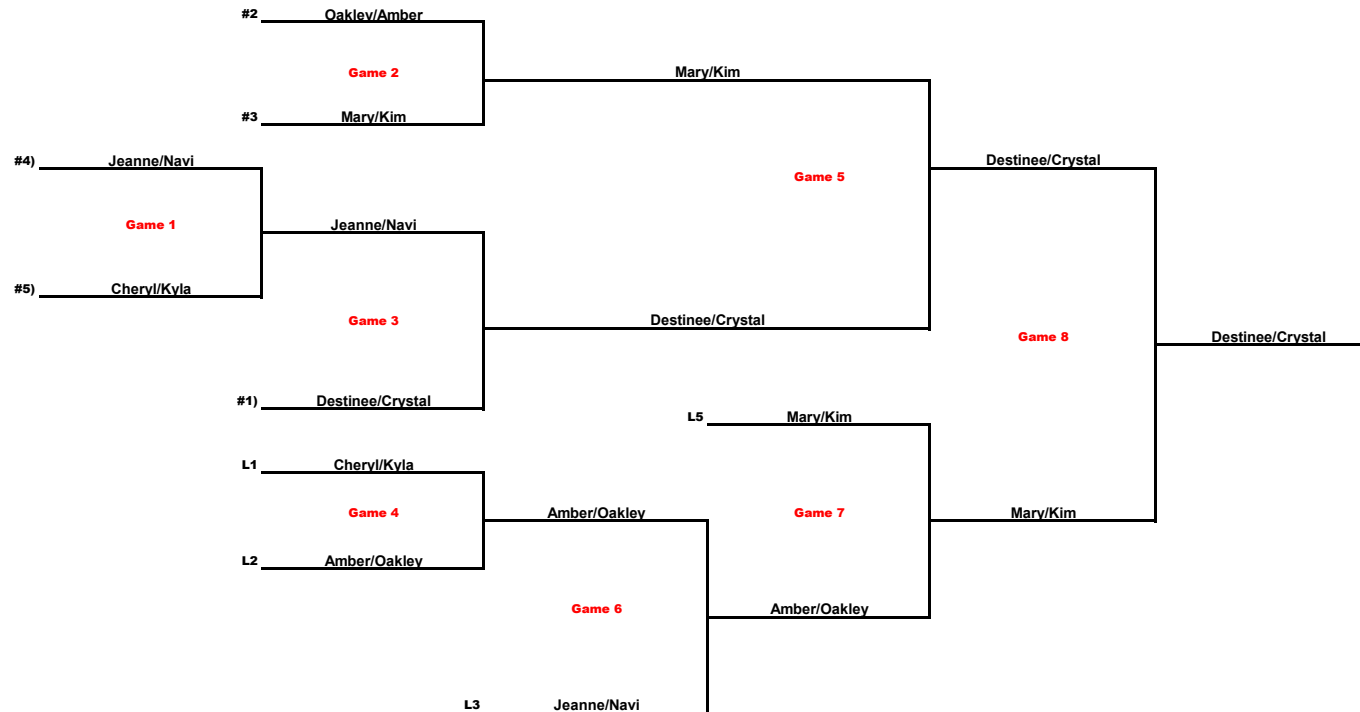 #2 Oakley/Amber
Game 2 Mary/Kim
#3 Mary/Kim
#4) Jeanne/Navi Destinee/Crystal
Game 5
Game 1 Jeanne/Navi
#5) Cheryl/Kyla
Game 3 Destinee/Crystal
Game 8 Destinee/Crystal
#1) Destinee/Crystal
L5 Mary/Kim
L1 Cheryl/Kyla
Game 4 Amber/Oakley Game 7 Mary/Kim
L2 Amber/Oakley
Game 6 Amber/Oakley
L3 Jeanne/Navi